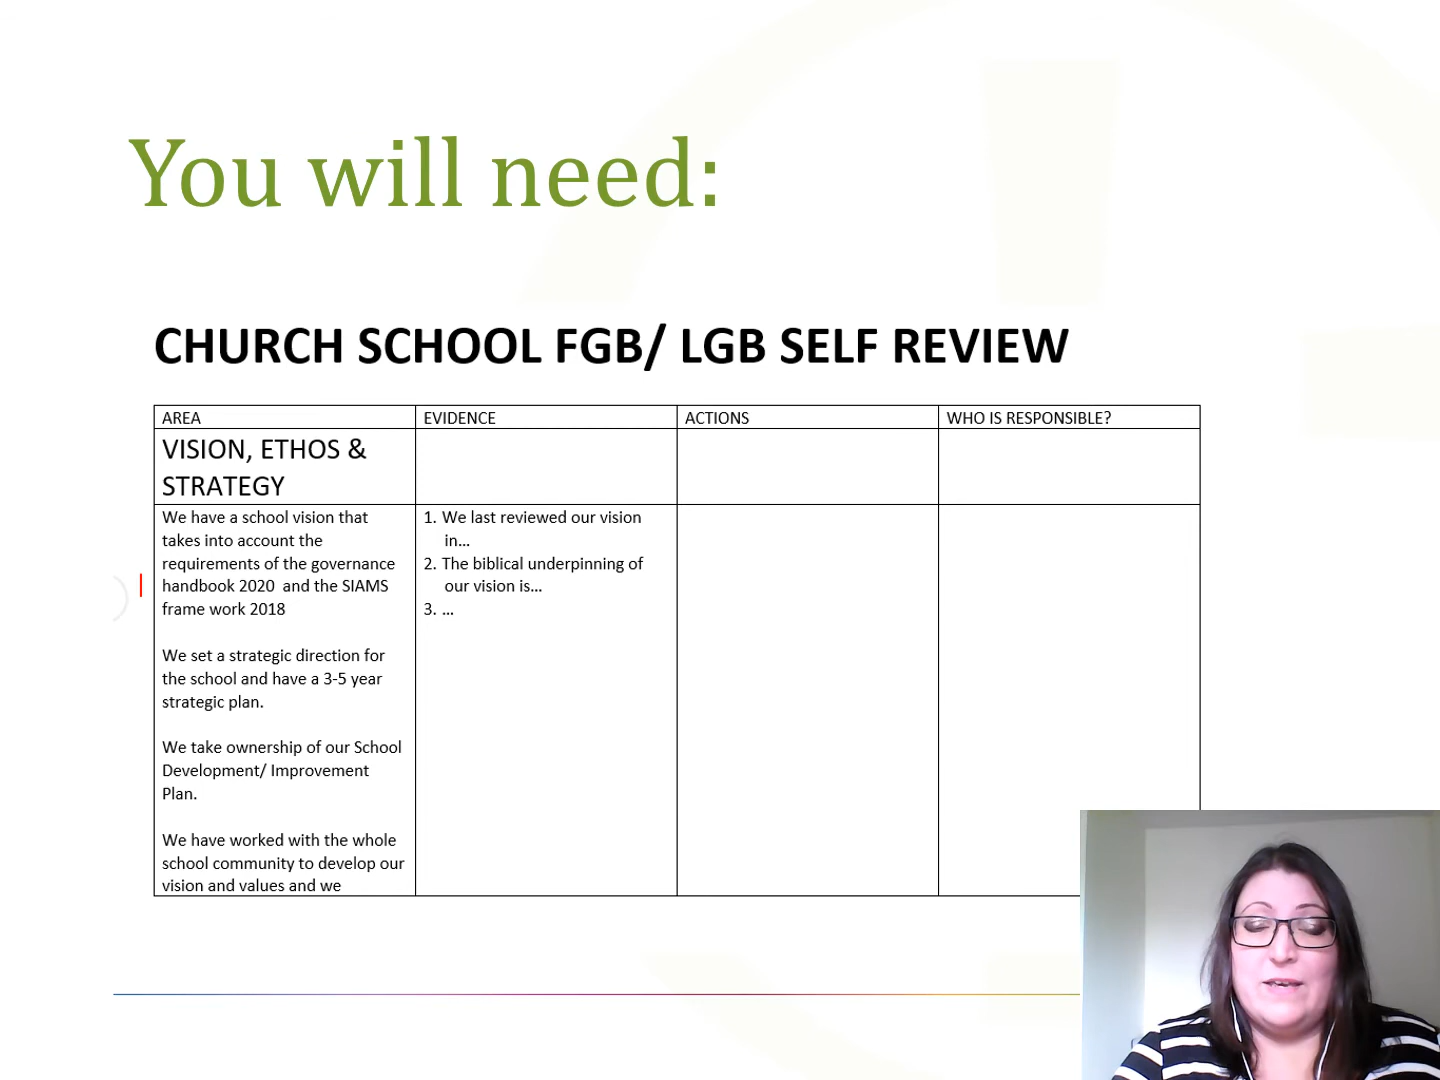 You will need:
CHURCH SCHOOL FGB/ LGB SELF REVIEW
AREA
EVIDENCE
ACTIONS
WHO IS RESPONSIBLE?
VISION, ETHOS &
STRATEGY
We have a school vision that
takes into account the
requirements of the governance
handbook 2020 and the SIAMS
frame work 2018
We set a strategic direction for
the school and have a 3-5 year
strategic plan.
We take ownership of our School
Development/ Improvement
Plan.
We have worked with the whole
school community to develop our
vision and values and we
1. We last reviewed our vision
in…
2. The biblical underpinning of
our vision is…
3. …